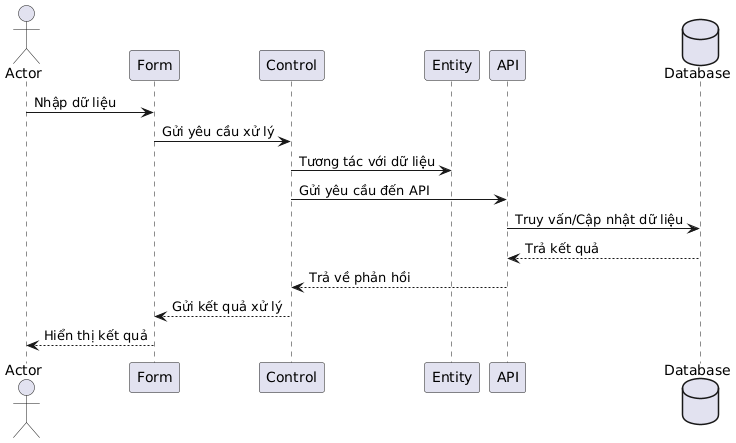 Actor
Form
Control
Entity
API
Database
Nhập dữ liệu
Gửi yêu cầu xử lý
Tương tác với dữ liệu
Gửi yêu cầu đến API
Truy vấn/Cập nhật dữ liệu
Trả kết quả
Trả về phản hồi
Gửi kết quả xử lý
Hiển thị kết quả
Actor
Form
Control
Entity
API
Database